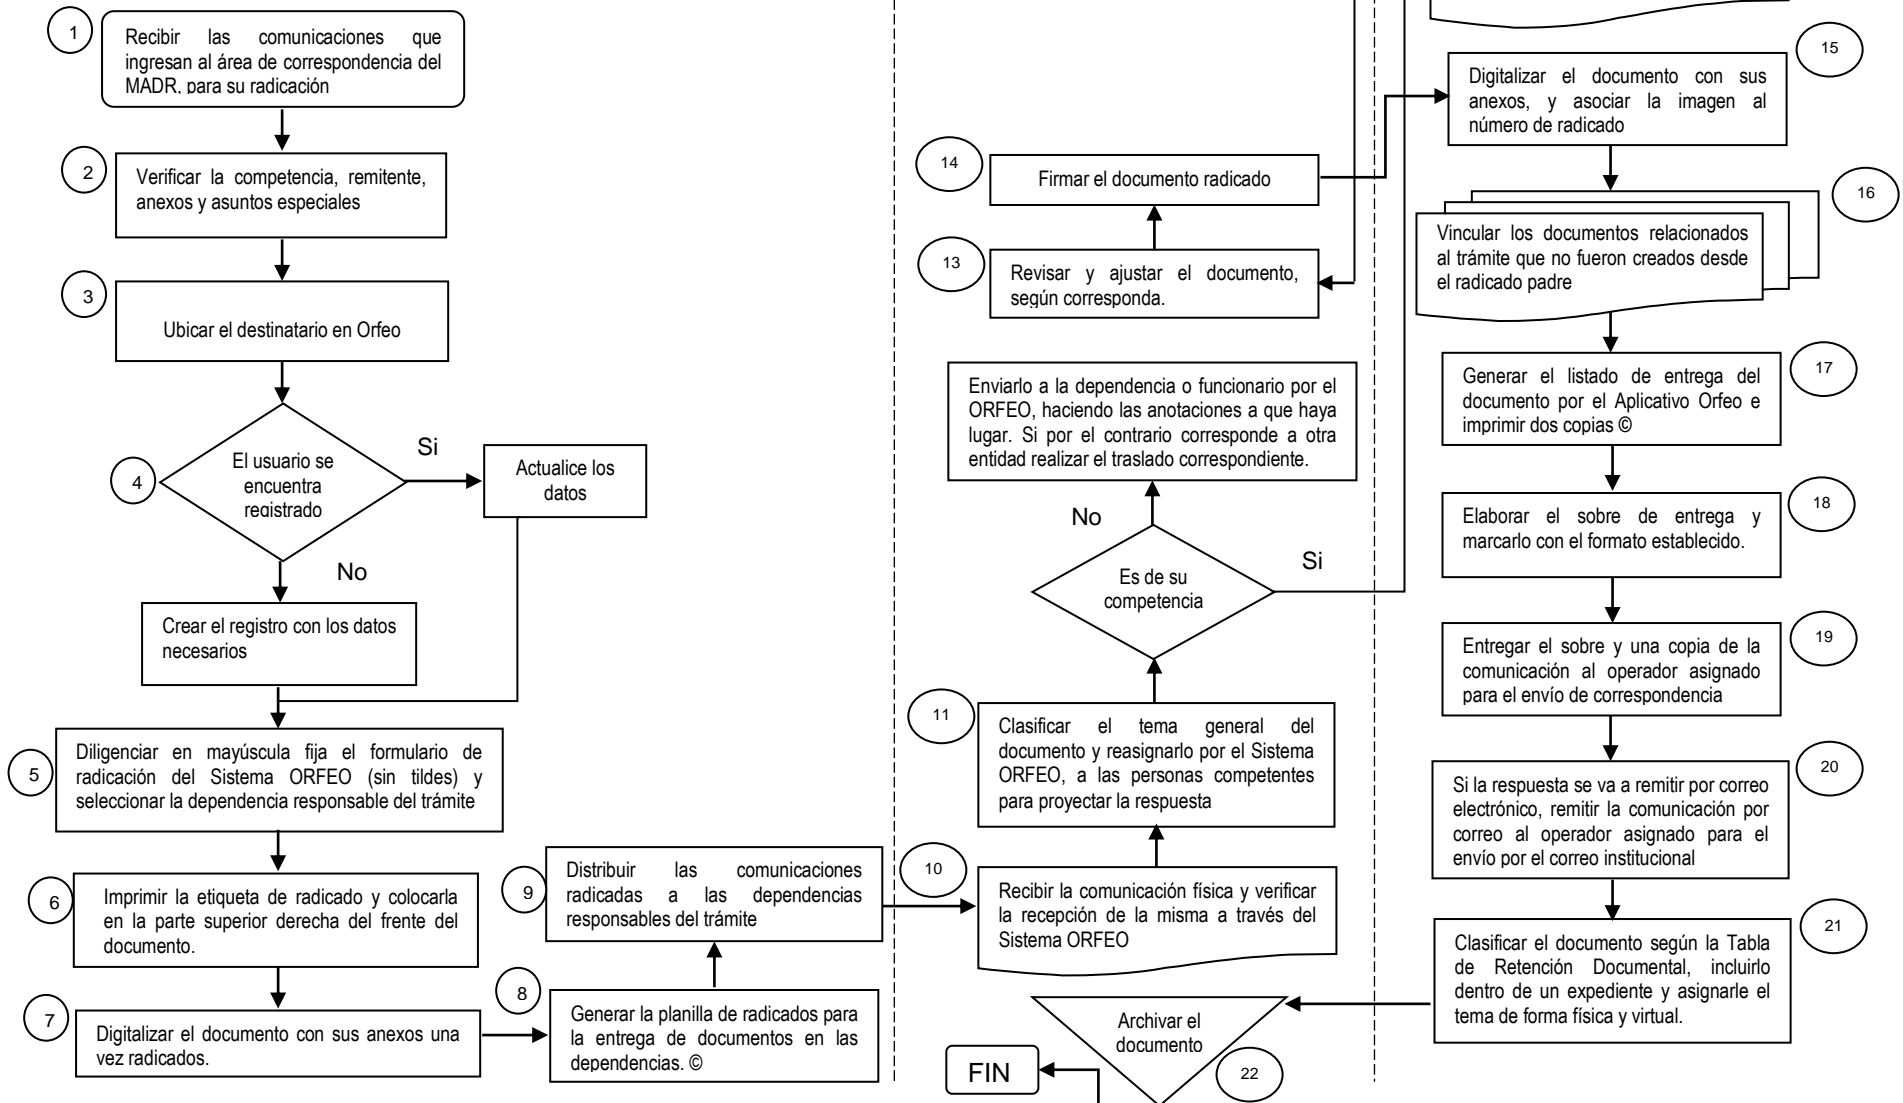 1
Recibir las comunicaciones que
ingresan al área de correspondencia del
MADR, para su radicación
2
Verificar la competencia, remitente,
anexos y asuntos especiales
3
Ubicar el destinatario en Orfeo
4
El usuario se
encuentra
registrado
Si
Actualice los
datos
No
Crear el registro con los datos
necesarios
5
Diligenciar en mayúscula fija el formulario de
radicación del Sistema ORFEO (sin tildes) y
seleccionar la dependencia responsable del trámite
6
Imprimir la etiqueta de radicado y colocarla
en la parte superior derecha del frente del
documento.
7
Digitalizar el documento con sus anexos una
vez radicados.
8
Generar la planilla de radicados para
la entrega de documentos en las
dependencias. ©
9
Distribuir las comunicaciones
radicadas a las dependencias
responsables del trámite
10
Recibir la comunicación física y verificar
la recepción de la misma a través del
Sistema ORFEO
11
Clasificar el tema general del
documento y reasignarlo por el Sistema
ORFEO, a las personas competentes
para proyectar la respuesta
Es de su
competencia
No
Si
Enviarlo a la dependencia o funcionario por el
ORFEO, haciendo las anotaciones a que haya
lugar. Si por el contrario corresponde a otra
entidad realizar el traslado correspondiente.
13
Revisar y ajustar el documento,
según corresponda.
14
Firmar el documento radicado
15
Digitalizar el documento con sus
anexos, y asociar la imagen al
número de radicado
16
Vincular los documentos relacionados
al trámite que no fueron creados desde
el radicado padre
17
Generar el listado de entrega del
documento por el Aplicativo Orfeo e
imprimir dos copias ©
18
Elaborar el sobre de entrega y
marcarlo con el formato establecido.
19
Entregar el sobre y una copia de la
comunicación al operador asignado
para el envío de correspondencia
20
Si la respuesta se va a remitir por correo
electrónico, remitir la comunicación por
correo al operador asignado para el
envío por el correo institucional
21
Clasificar el documento según la Tabla
de Retención Documental, incluirlo
dentro de un expediente y asignarle el
tema de forma física y virtual.
Archivar el
documento
22
FIN